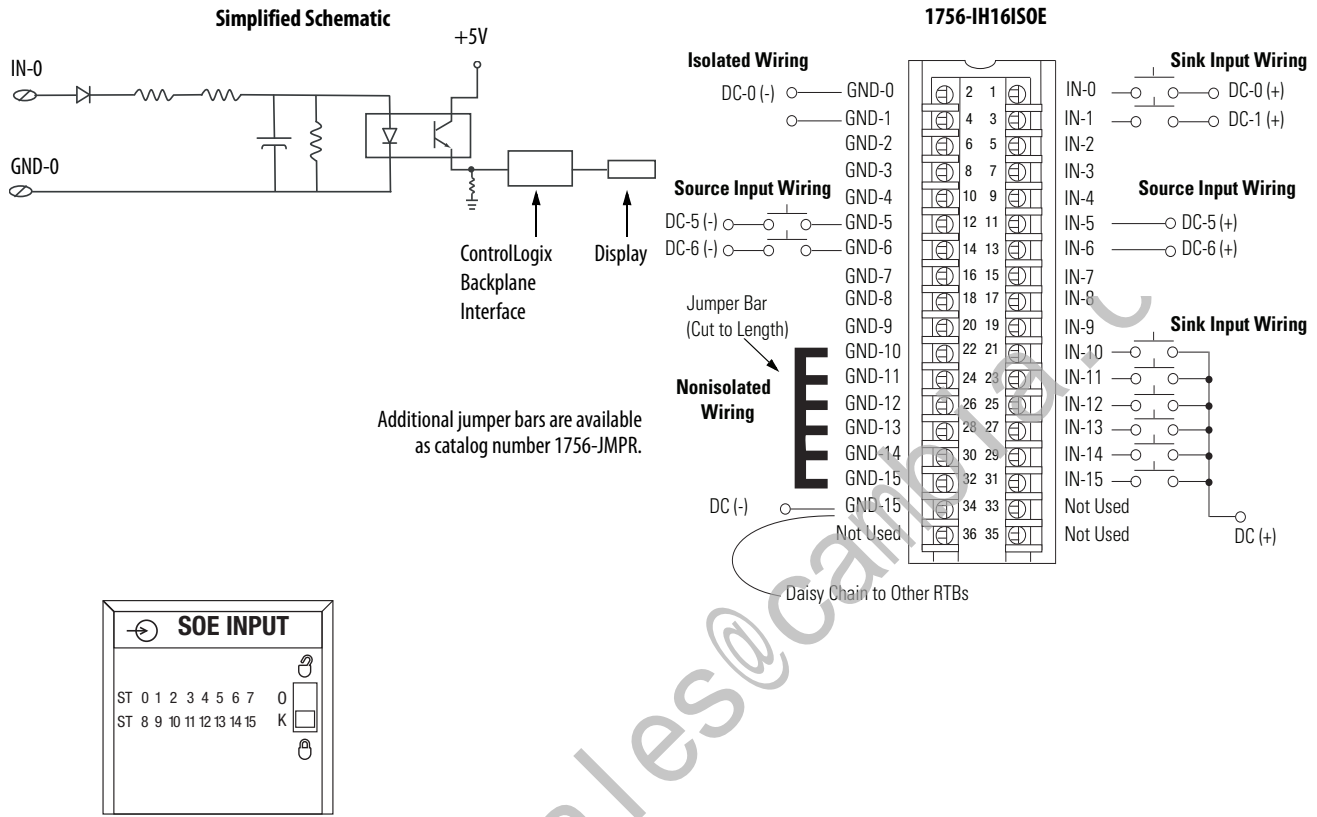 Simplified Schematic
+5V
IN-0
GND-0
ControlLogix
Backplane
Interface
Display
Additional jumper bars are available
as catalog number 1756-JMPR.
1756-IH16ISOE
Isolated Wiring
Sink Input Wiring
DC-0 (-) GND-0 2 1 IN-0 DC-0 (+)
GND-1 4 3 IN-1 DC-1 (+)
GND-2 6 5 IN-2
GND-3 8 7 IN-3
Source Input Wiring
Source Input Wiring
GND-4 10 9 IN-4
DC-5 (-) GND-5 12 11 IN-5 DC-5 (+)
DC-6 (-) GND-6 14 13 IN-6 DC-6 (+)
GND-7 16 15 IN-7
GND-8 18 17 IN-8
Jumper Bar
(Cut to Length)
GND-9 20 19 IN-9
Sink Input Wiring
GND-10 22 21 IN-10
GND-11 24 23 IN-11
Nonisolated
Wiring
GND-12 26 25 IN-12
GND-13 28 27 IN-13
GND-14 30 29 IN-14
GND-15 32 31 IN-15
DC (-) GND-15 34 33 Not Used
Not Used 36 35 Not Used
DC (+)
Daisy Chain to Other RTBs
SOE INPUT
ST 0 1 2 3 4 5 6 7 O
ST 8 9 10 11 12 13 14 15 K
ales@cambia.c